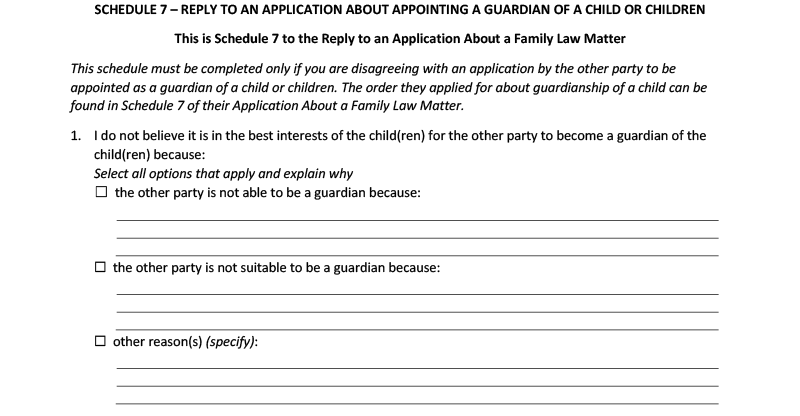 SCHEDULE 7 – REPLY TO AN APPLICATION ABOUT APPOINTING A GUARDIAN OF A CHILD OR CHILDREN
This is Schedule 7 to the Reply to an Application About a Family Law Matter
This schedule must be completed only if you are disagreeing with an application by the other party to be
appointed as a guardian of a child or children. The order they applied for about guardianship of a child can be
found in Schedule 7 of their Application About a Family Law Matter.
1. I do not believe it is in the best interests of the child(ren) for the other party to become a guardian of the
child(ren) because:
Select all options that apply and explain why
☐ the other party is not able to be a guardian because:
☐ the other party is not suitable to be a guardian because:
☐ other reason(s) (specify):